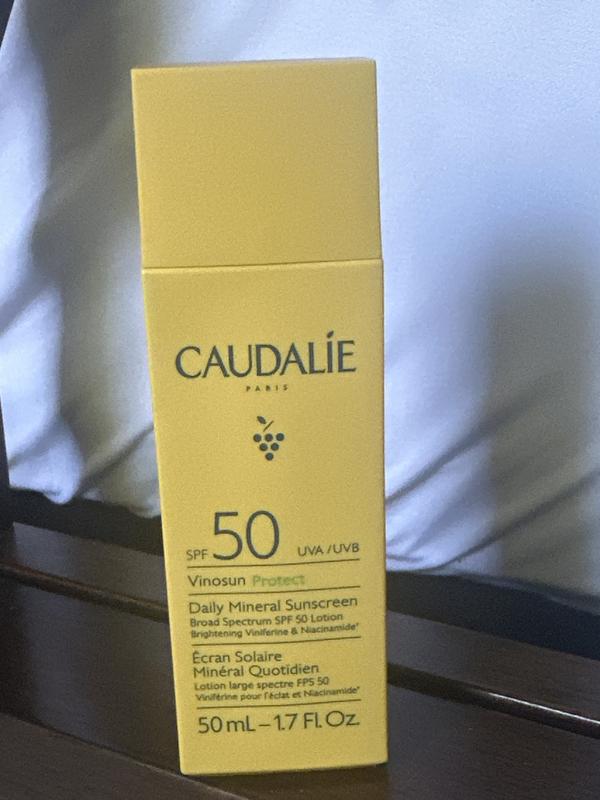 CAUDALÍE
PARIS
SPF 50 UVA / UVB
Vinosun Protect
Daily Mineral Sunscreen
Broad Spectrum SPF 50 Lotion
Brightening Viniferine & Niacinamide*
Écran Solaire
Minéral Quotidien
Lotion large spectre FPS 50
Viniférine pour l'éclat et Niacinamide*
50 mL – 1.7 Fl. Oz.